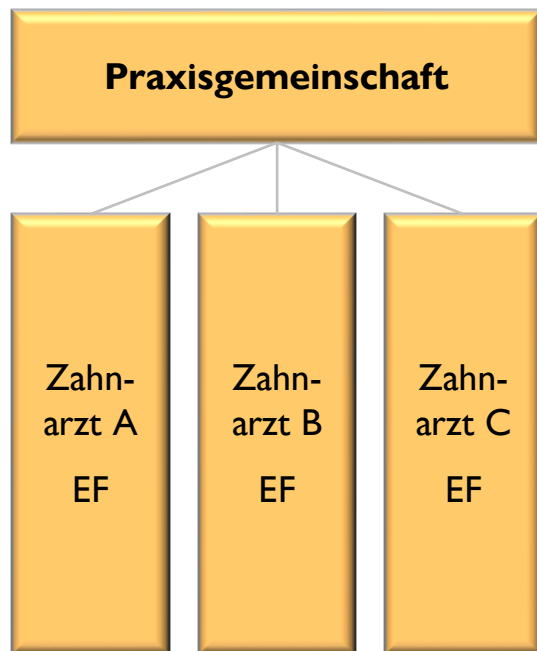 Praxisgemeinschaft
Zahn-
arzt A
EF
Zahn-
arzt B
EF
Zahn-
arzt C
EF